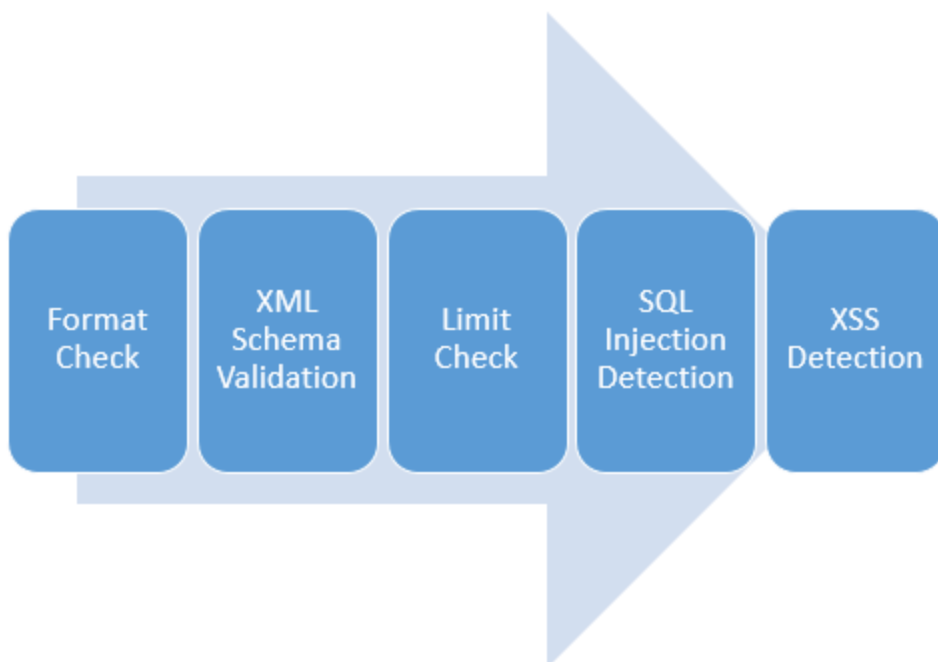 Format
Check
XML
Schema
Validation
Limit
Check
SQL
Injection
Detection
XSS
Detection